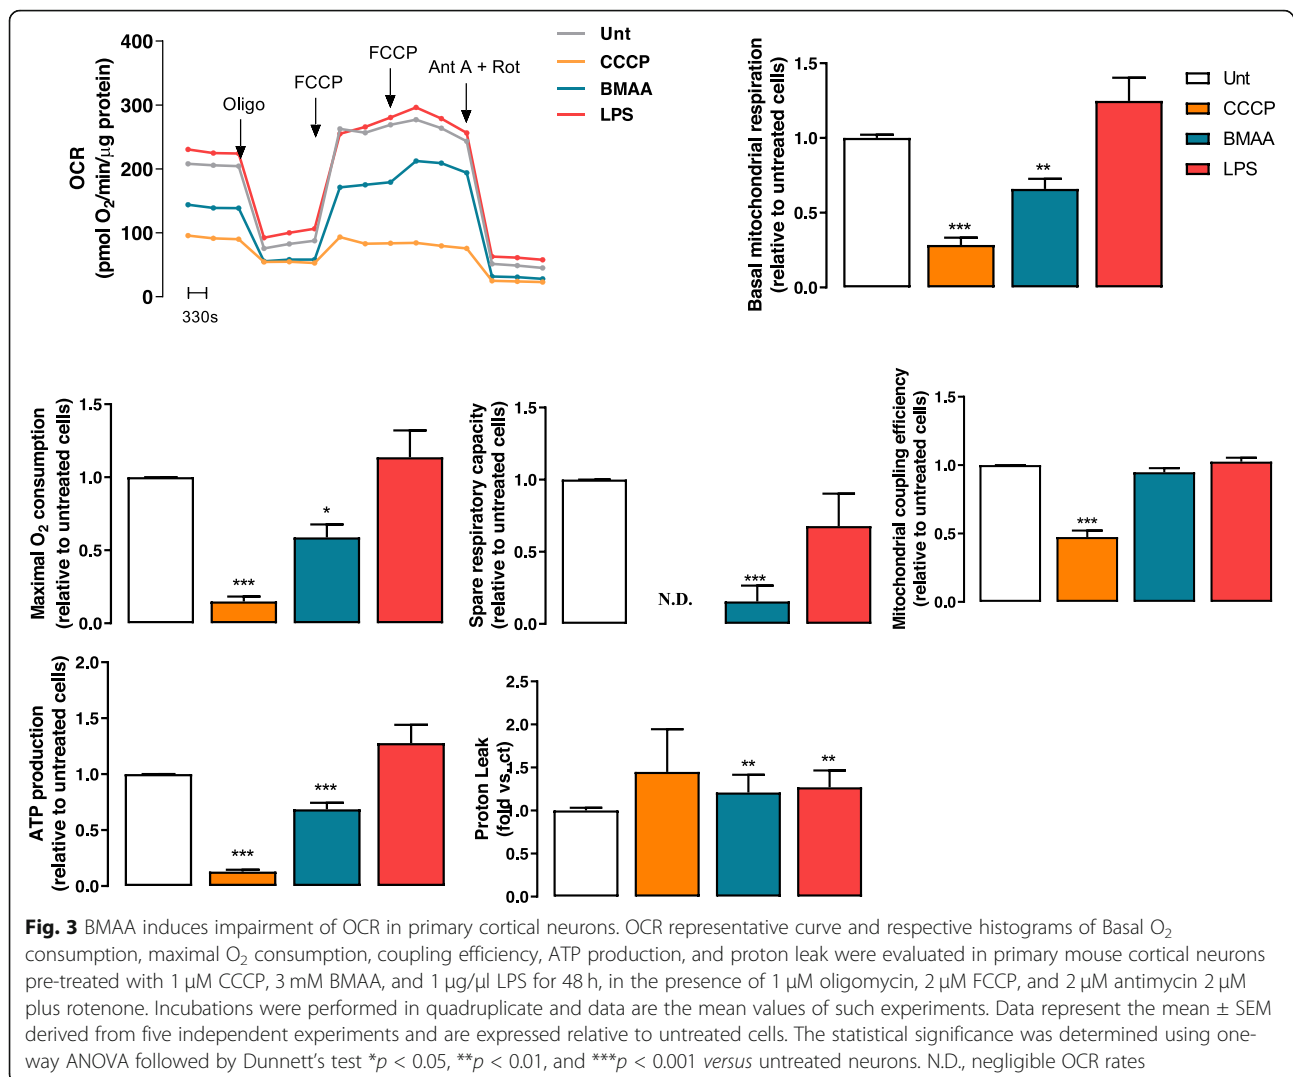 400
300
200
100
0
OCR
(pmol O2/min/µg protein)
330s
Oligo
FCCP
FCCP
Ant A + Rot
Unt
CCCP
BMAA
LPS
Basal mitochondrial respiration
(relative to untreated cells)
1.5
1.0
0.5
0.0
***
**
Unt
CCCP
BMAA
LPS
Maximal O2 consumption
(relative to untreated cells)
1.5
1.0
0.5
0.0
***
*
Spare respiratory capacity
(relative to untreated cells)
1.5
1.0
0.5
0.0
N.D.
***
Mitochondrial coupling efficiency
(relative to untreated cells)
1.5
1.0
0.5
0.0
***
ATP production
(relative to untreated cells)
2.0
1.5
1.0
0.5
0.0
***
***
Proton Leak
(fold vs. ct)
2.5
2.0
1.5
1.0
0.5
0.0
**
**
Fig. 3 BMAA induces impairment of OCR in primary cortical neurons. OCR representative curve and respective histograms of Basal O2
consumption, maximal O2 consumption, coupling efficiency, ATP production, and proton leak were evaluated in primary mouse cortical neurons
pre-treated with 1 µM CCCP, 3 mM BMAA, and 1 µg/µl LPS for 48 h, in the presence of 1 µM oligomycin, 2 µM FCCP, and 2 µM antimycin 2 µM
plus rotenone. Incubations were performed in quadruplicate and data are the mean values of such experiments. Data represent the mean ± SEM
derived from five independent experiments and are expressed relative to untreated cells. The statistical significance was determined using one-
way ANOVA followed by Dunnett's test *p < 0.05, **p < 0.01, and ***p < 0.001 versus untreated neurons. N.D., negligible OCR rates